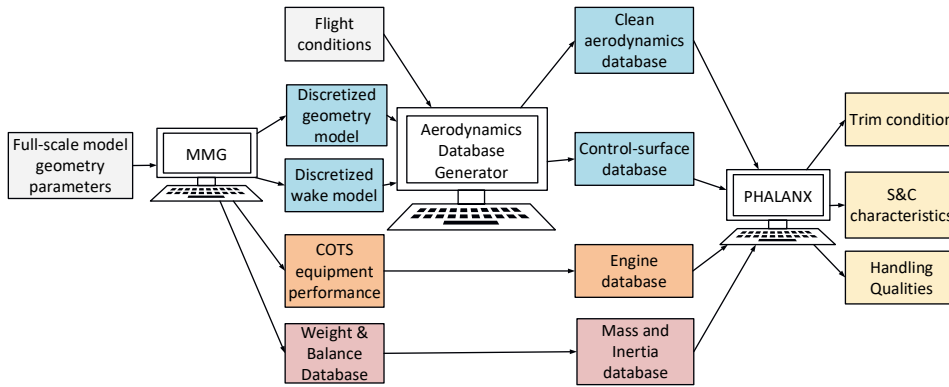 Flight
conditions
Clean
aerodynamics
database
Discretized
geometry
model
Full-scale model
geometry
parameters
MMG
Aerodynamics
Database
Generator
Discretized
wake model
Control-surface
database
Trim condition
PHALANX
S&C
characteristics
COTS
equipment
performance
Engine
database
Handling
Qualities
Weight &
Balance
Database
Mass and
Inertia
database